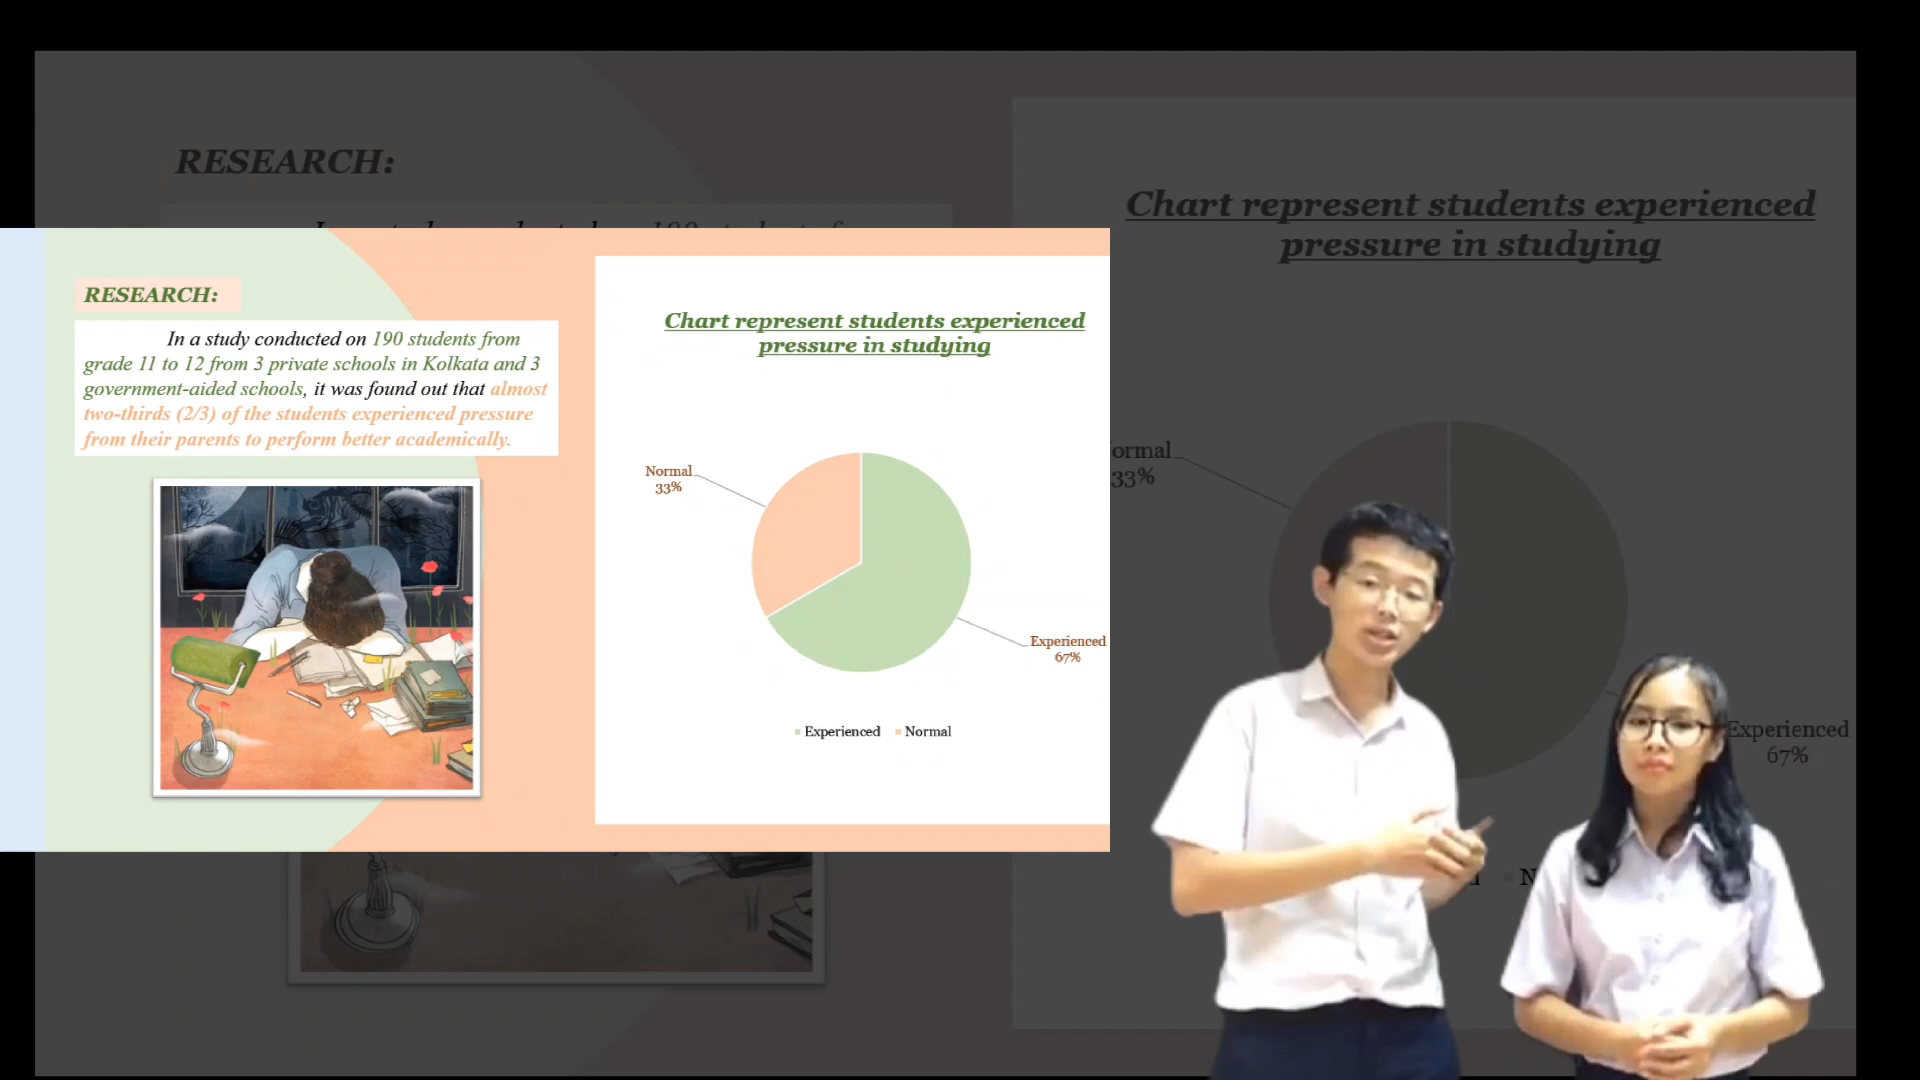 RESEARCH:
Chart represent students experienced
pressure in studying
RESEARCH:
In a study conducted on 190 students from
grade 11 to 12 from 3 private schools in Kolkata and 3
government-aided schools, it was found out that almost
two-thirds (2/3) of the students experienced pressure
from their parents to perform better academically.
Chart represent students experienced
pressure in studying
Normal
33%
Experienced
67%
Experienced Normal
33%
Experienced
67%